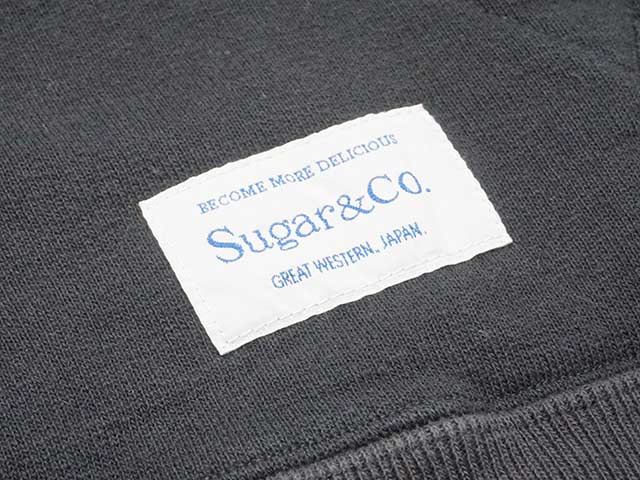 BECOME MORE DELICIOUS
Sugar&Co.
GREAT WESTERN. JAPAN.